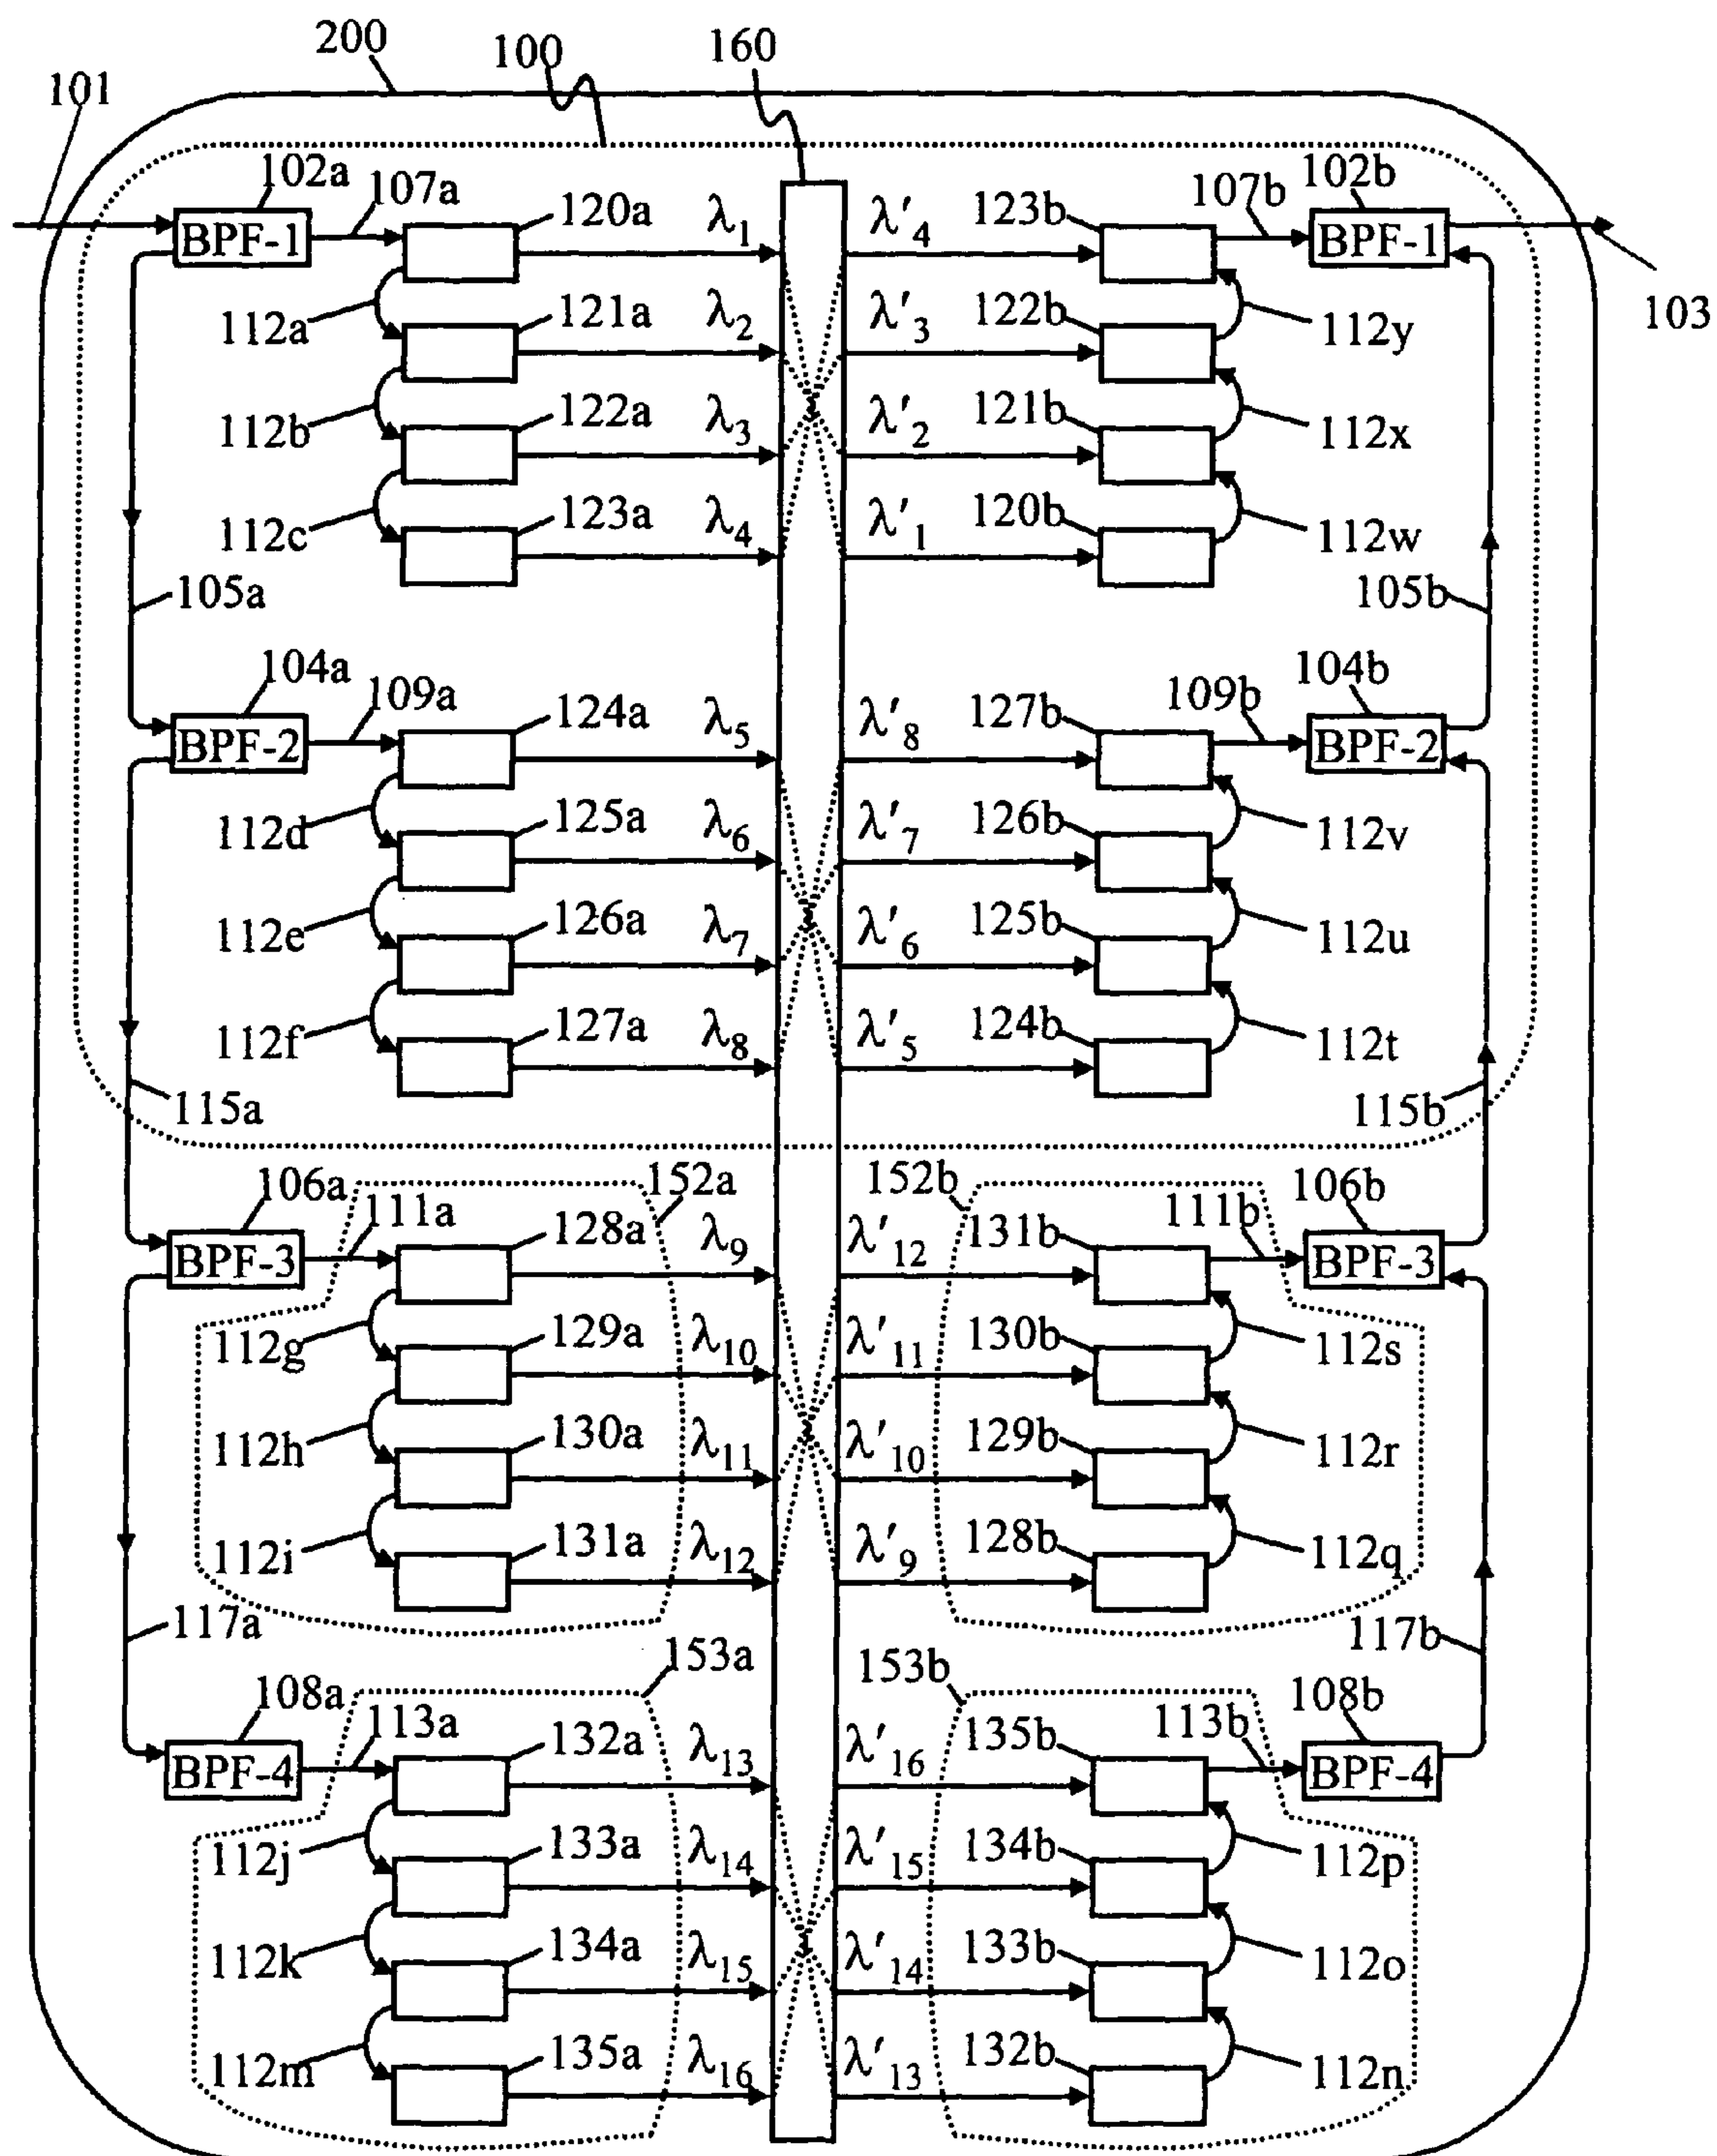 200 100 160
101
102a 107a 120a λ1 λ′4 123b 107b 102b
BPF-1 BPF-1
112a 121a λ2 λ′3 122b 112y 103
112b 122a λ3 λ′2 121b 112x
112c 123a λ4 λ′1 120b 112w
105a 105b
104a 109a 124a λ5 λ′8 127b 109b 104b
BPF-2 BPF-2
112d 125a λ6 λ′7 126b 112v
112e 126a λ7 λ′6 125b 112u
112f 127a λ8 λ′5 124b 112t
115a 115b
106a 111a 152a 152b 111b 106b
128a λ9 λ′12 131b
BPF-3 BPF-3
112g 129a λ10 λ′11 130b 112s
112h 130a λ11 λ′10 129b 112r
112i 131a λ12 λ′9 128b 112q
117a 117b
153a 153b
108a 113a 132a λ13 λ′16 135b 113b 108b
BPF-4 BPF-4
112j 133a λ14 λ′15 134b 112p
112k 134a λ15 λ′14 133b 112o
112m 135a λ16 λ′13 132b 112n